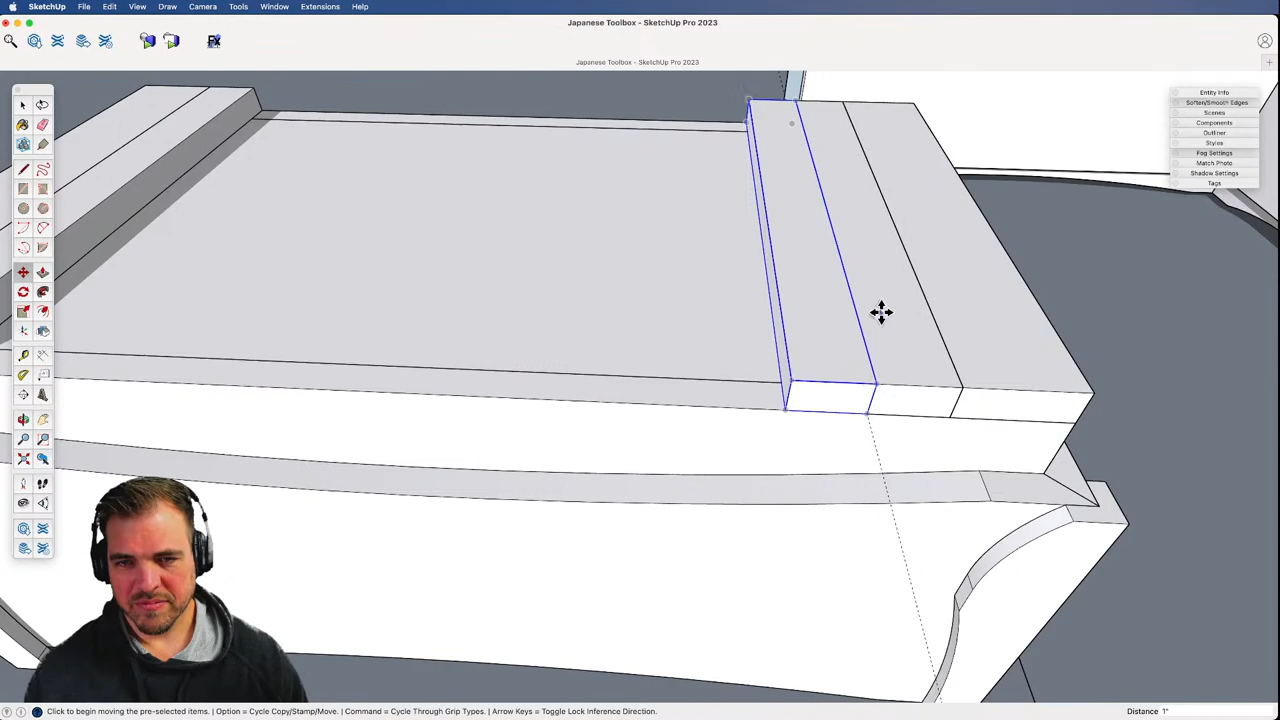 SketchUp File Edit View Draw Camera Tools Window Extensions Help
Japanese Toolbox - SketchUp Pro 2023
Japanese Toolbox - SketchUp Pro 2023
Entity Info
Soften/Smooth Edges
Scenes
Components
Outliner
Styles
Fog Settings
Match Photo
Shadow Settings
Tags
Click to begin moving the pre-selected items. | Option = Cycle Copy/Stamp/Move. | Command = Cycle Through Grip Types. | Arrow Keys = Toggle Lock Inference Direction.
Distance 1"